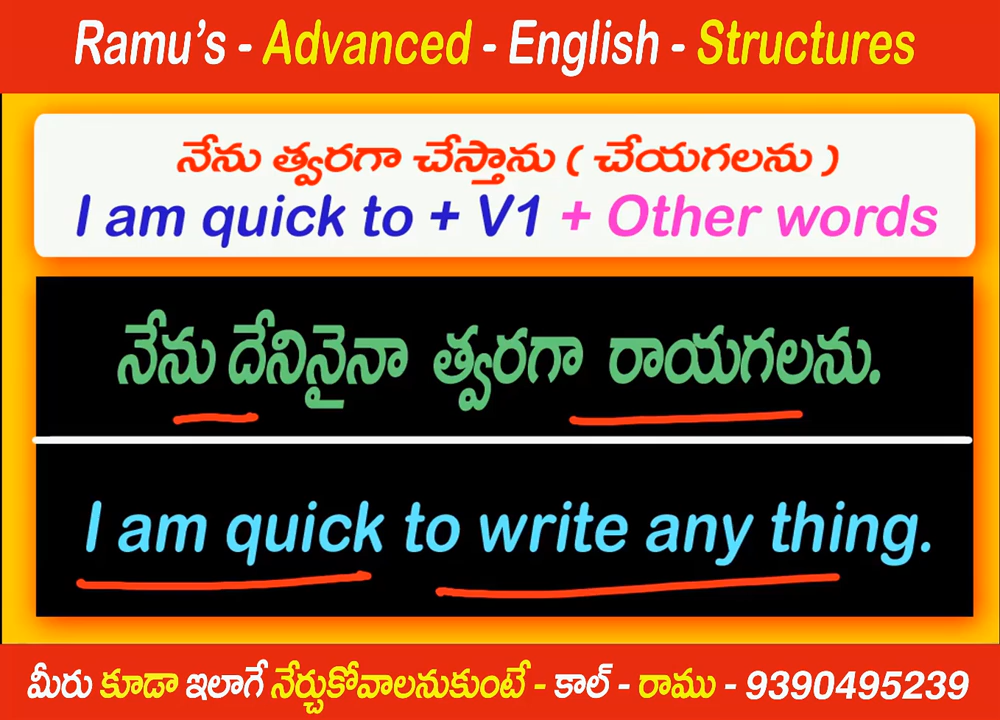 Ramu's - Advanced - English - Structures
నేను త్వరగా చేస్తాను ( చేయగలను )
I am quick to + V1 + Other words
నేను దేనినైనా త్వరగా రాయగలను.
I am quick to write any thing.
మీరు కూడా ఇలాగే నేర్చుకోవాలనుకుంటే - కాల్ - రాము - 9390495239